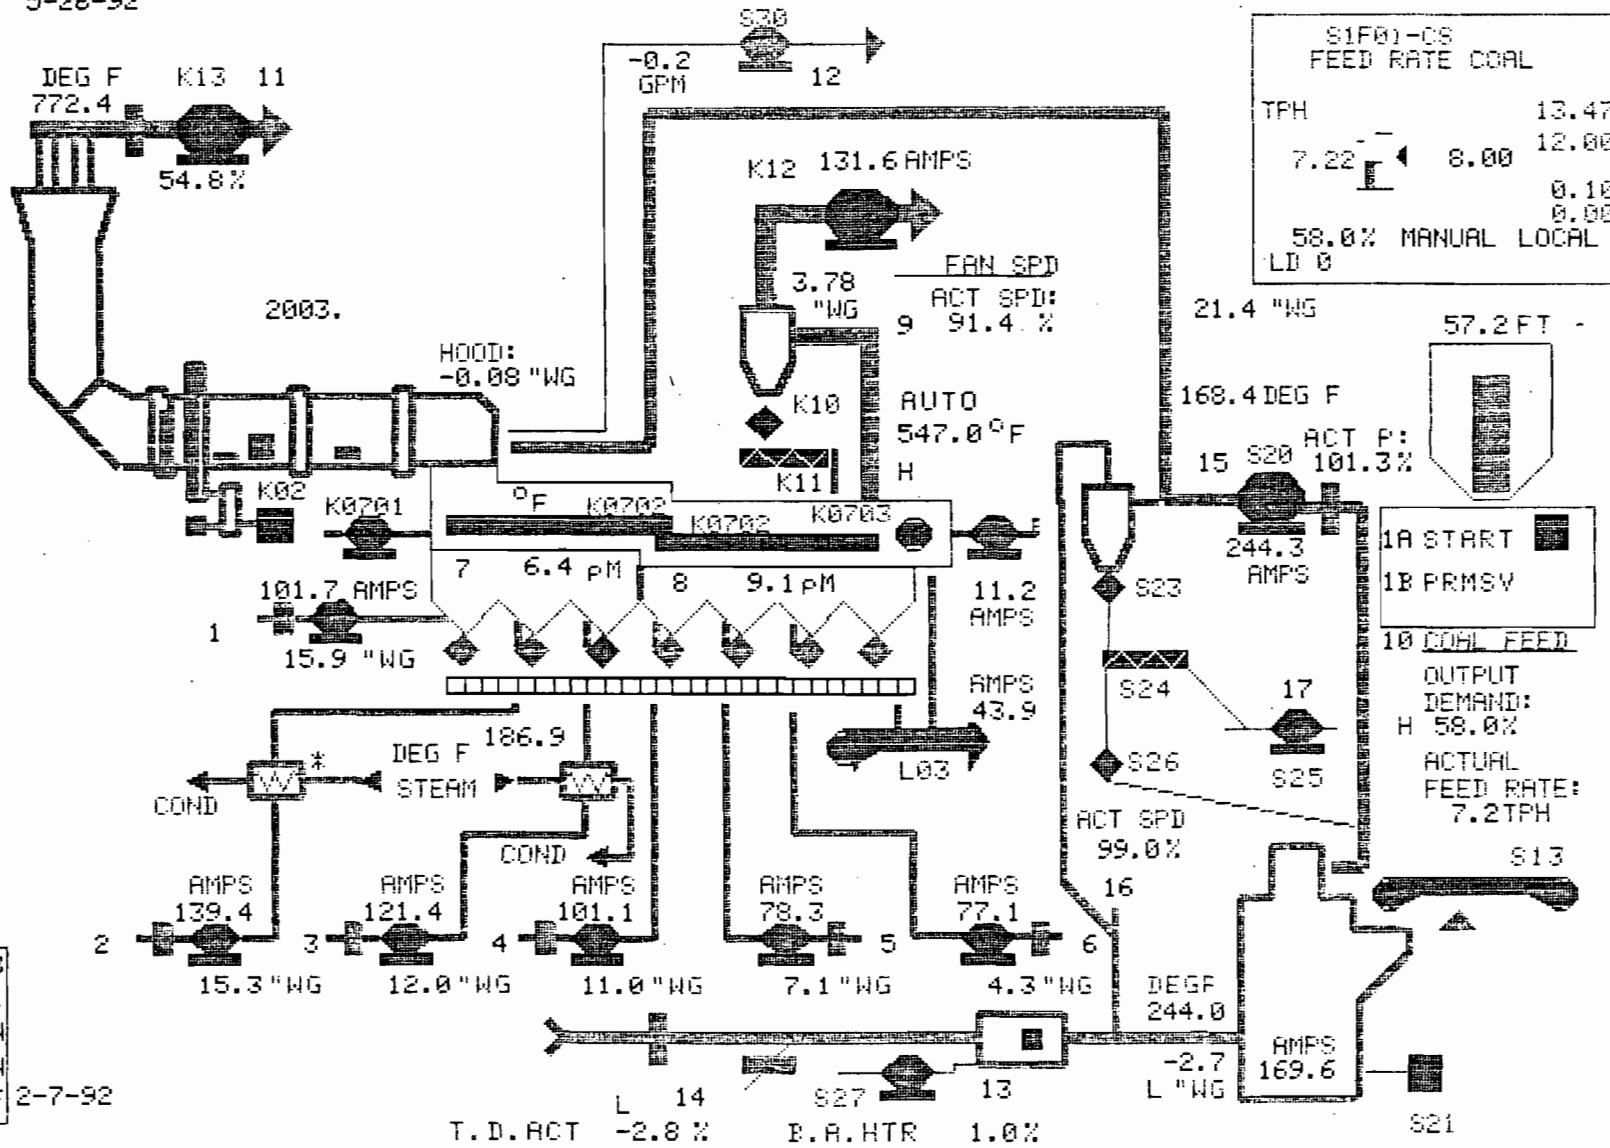 5-28-92
S30
S1F01-CS
FEED RATE COAL
-0.2
GPM
12
DEG F K13 11
772.4
TPH 13.47
12.00
7.22 8.00
0.10
0.00
58.0% MANUAL LOCAL
LD 0
54.8%
K12 131.6 AMPS
FAN SPD
3.78
"WG
ACT SPD:
9 91.4 %
2003.
21.4 "WG
57.2 FT -
HOOD:
-0.08 "WG
168.4 DEG F
K10
AUTO
547.0°F
H
ACT P:
101.3%
15 S20
K11
K02
K0701
°F
K0702
K0702
K0703
244.3
AMPS
1A START
1B PRMSV
7 6.4 pM 8 9.1 pM
11.2
AMPS
S23
101.7 AMPS
1
15.9 "WG
10 COAL FEED
OUTPUT
DEMAND:
H 58.0%
AMPS
43.9
S24
17
186.9
DEG F
*
STEAM
COND
COND
L03
S26
S25
ACTUAL
FEED RATE:
7.2TPH
ACT SPD
99.0%
16
S13
AMPS
139.4
AMPS
121.4
AMPS
101.1
AMPS
78.3
AMPS
77.1
2 3 4 5 6
15.3 "WG 12.0 "WG 11.0 "WG 7.1 "WG 4.3 "WG
DEGF
244.0
AMPS
169.6
-2.7
L "WG
2-7-92
14
S27
13
S21
L
T.D.ACT -2.8 % B.A.HTR 1.0%